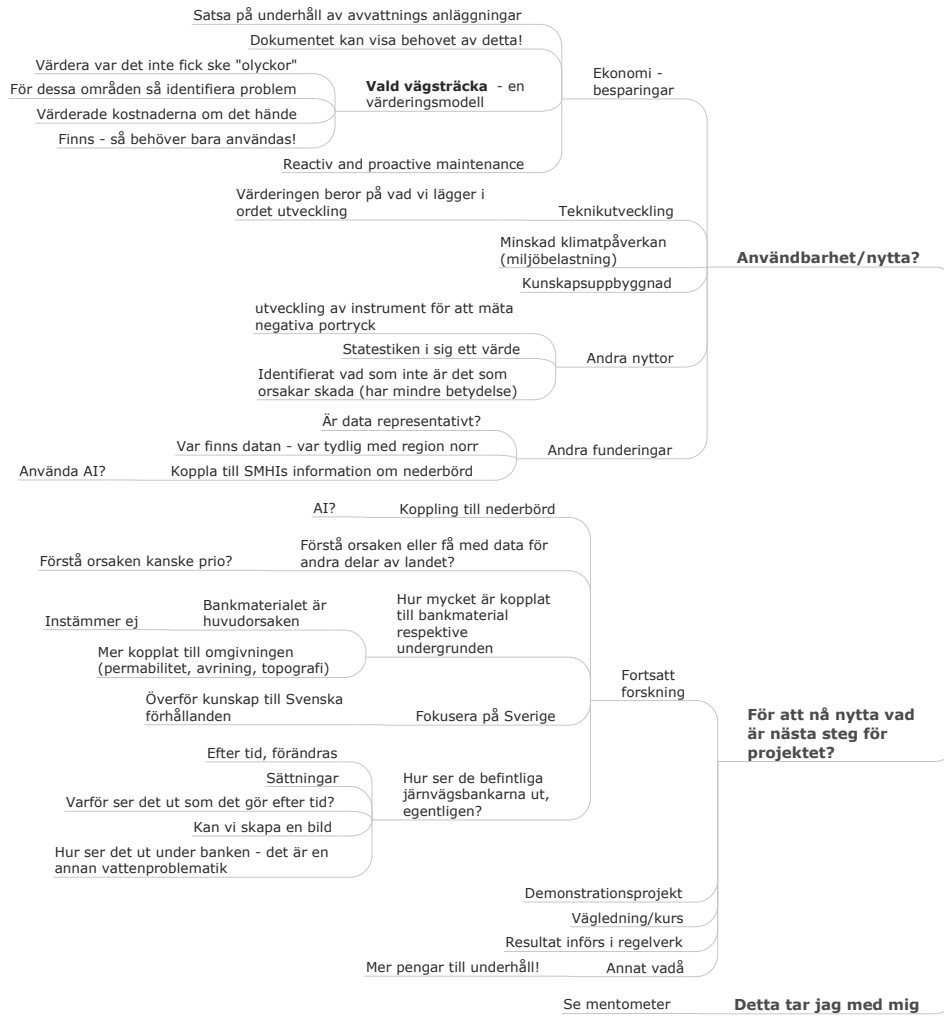 Satsa på underhåll av avvattnings anläggningar
Dokumentet kan visa behovet av detta!
Värdera var det inte fick ske "olyckor"
För dessa områden så identifiera problem
Värderade kostnaderna om det hände
Finns - så behöver bara användas!
Vald vägsträcka - en
värderingsmodell
Reactiv and proactive maintenance
Ekonomi -
besparingar
Värderingen beror på vad vi lägger i
ordet utveckling
Teknikutveckling
Minskad klimatpåverkan
(miljöbelastning)
Kunskapsuppbyggnad
utveckling av instrument för att mäta
negativa portryck
Statestiken i sig ett värde
Identifierat vad som inte är det som
orsakar skada (har mindre betydelse)
Andra nyttor
Är data representativt?
Var finns datan - var tydlig med region norr
Använda AI?
Koppla till SMHIs information om nederbörd
Andra funderingar
Användbarhet/nytta?
AI?
Koppling till nederbörd
Förstå orsaken kanske prio?
Förstå orsaken eller få med data för
andra delar av landet?
Instämmer ej
Bankmaterialet är
huvudorsaken
Mer kopplat till omgivningen
(permabilitet, avrining, topografi)
Hur mycket är kopplat
till bankmaterial
respektive
undergrunden
Överför kunskap till Svenska
förhållanden
Fokusera på Sverige
Efter tid, förändras
Sättningar
Varför ser det ut som det gör efter tid?
Kan vi skapa en bild
Hur ser det ut under banken - det är en
annan vattenproblematik
Hur ser de befintliga
järnvägsbankarna ut,
egentligen?
Fortsatt
forskning
Demonstrationsprojekt
Vägledning/kurs
Resultat införs i regelverk
Mer pengar till underhåll!
Annat vadå
För att nå nytta vad
är nästa steg för
projektet?
Se mentometer
Detta tar jag med mig